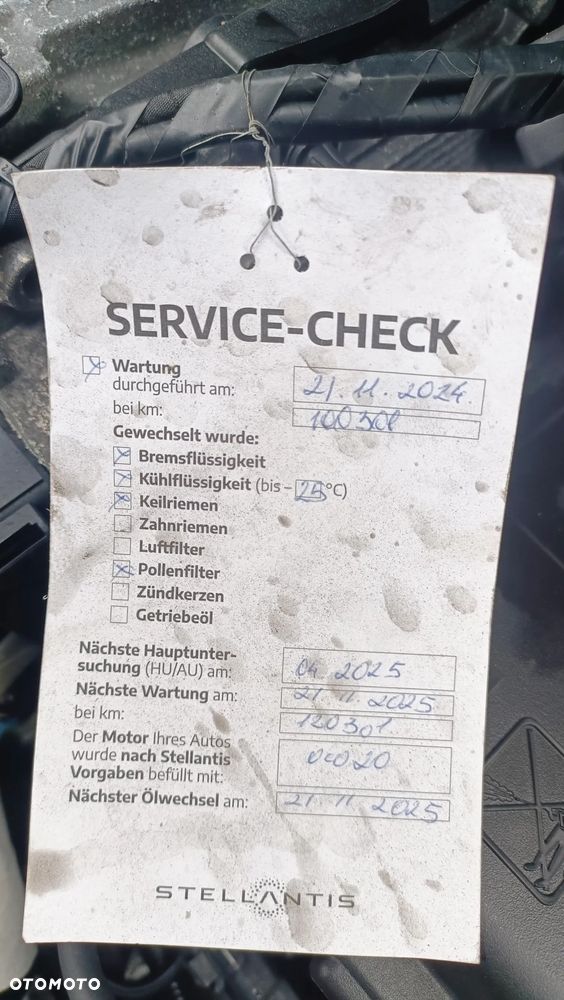 SERVICE-CHECK
Wartung
durchgeführt am: 21.11.2024.
bei km: 100301
Gewechselt wurde:
Bremsflüssigkeit
Kühlflüssigkeit (bis – 25 °C)
Keilriemen
Zahnriemen
Luftfilter
Pollenfilter
Zündkerzen
Getriebeöl
Nächste Hauptunter-
suchung (HU/AU) am: 04 2025
Nächste Wartung am: 21 11 2025
bei km: 120301
Der Motor Ihres Autos
wurde nach Stellantis
Vorgaben befüllt mit: 0W20
Nächster Ölwechsel am: 21 11 2025
STELLANTIS
OTOMOTO